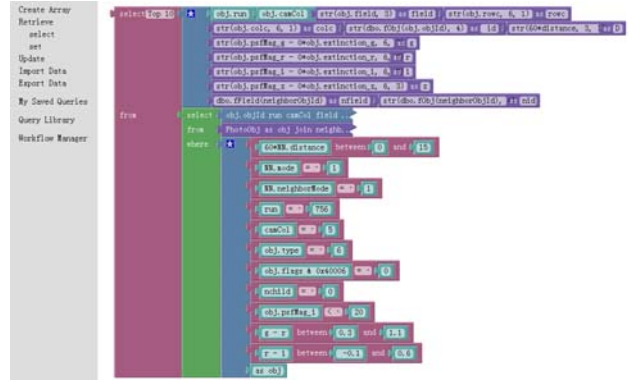 Create Array
Retrieve
select
set
Update
Import Data
Export Data
My Saved Queries
Query Library
Workflow Manager
select Top 10 obj.run obj.camCol str(obj.field, 3) as field str(obj.rowc, 6, 1) as rowc
str(obj.colc, 6, 1) as colc str(dbo.fObj(obj.objId), 4) as id str(60*distance, 3, as D
str(obj.psfMag_g - 0*obj.extinction_g, 6, as g
str(obj.psfMag_r - 0*obj.extinction_r, 6, as r
str(obj.psfMag_i - 0*obj.extinction_i, 6, as i
str(obj.psfMag_z - 0*obj.extinction_z, 6, 3) as z
dbo.fField(neighborObjId) as nfield str(dbo.fObj(neighborObjId), as nid
from select obj.objId run camCol field ...
from PhotoObj as obj join neighb...
where 60*NN.distance between 0 and 15
NN.mode = 1
NN.neighborMode = 1
run = 756
camCol = 5
obj.type = 6
obj.flags & 0x40006 = 0
nchild = 0
obj.psfMag_i < 20
g - r between 0.3 and 1.1
r - i between -0.1 and 0.6
as obj